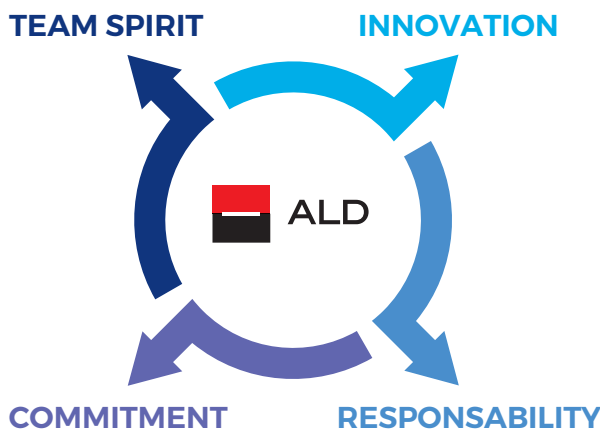 TEAM SPIRIT
INNOVATION
ALD
COMMITMENT
RESPONSABILITY